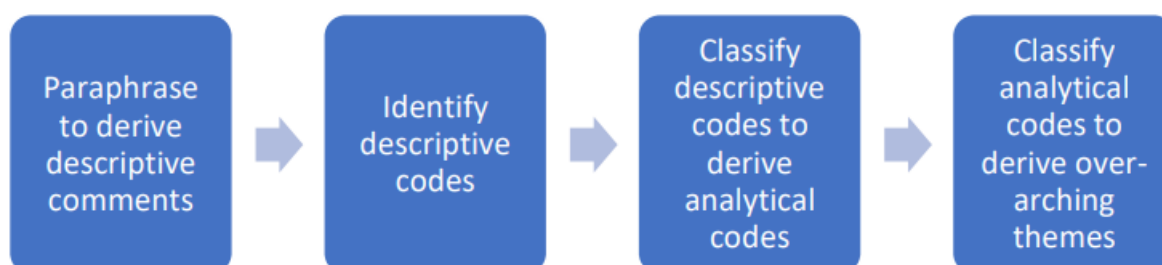 Paraphrase
to derive
descriptive
comments
Identify
descriptive
codes
Classify
descriptive
codes to
derive
analytical
codes
Classify
analytical
codes to
derive over-
arching
themes